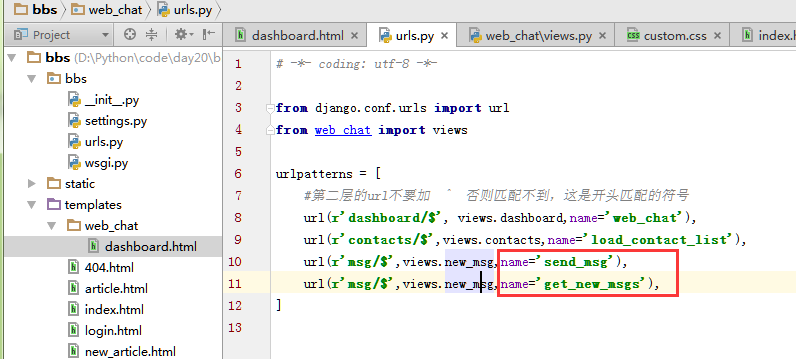 bbs > web_chat > urls.py
Project
dashboard.html × urls.py × web_chat\views.py × custom.css × index.h
bbs (D:\Python\code\day20\b
bbs
__init__.py
settings.py
urls.py
wsgi.py
static
templates
web_chat
dashboard.html
404.html
article.html
index.html
login.html
new_article.html
1 # -*- coding: utf-8 -*-
2
3 from django.conf.urls import url
4 from web_chat import views
5
6 urlpatterns = [
7 #第二层的url不要加 ^ 否则匹配不到，这是开头匹配的符号
8 url(r'dashboard/$', views.dashboard,name='web_chat'),
9 url(r'contacts/$',views.contacts,name='load_contact_list'),
10 url(r'msg/$',views.new_msg,name='send_msg'),
11 url(r'msg/$',views.new_msg,name='get_new_msgs'),
12 ]
13